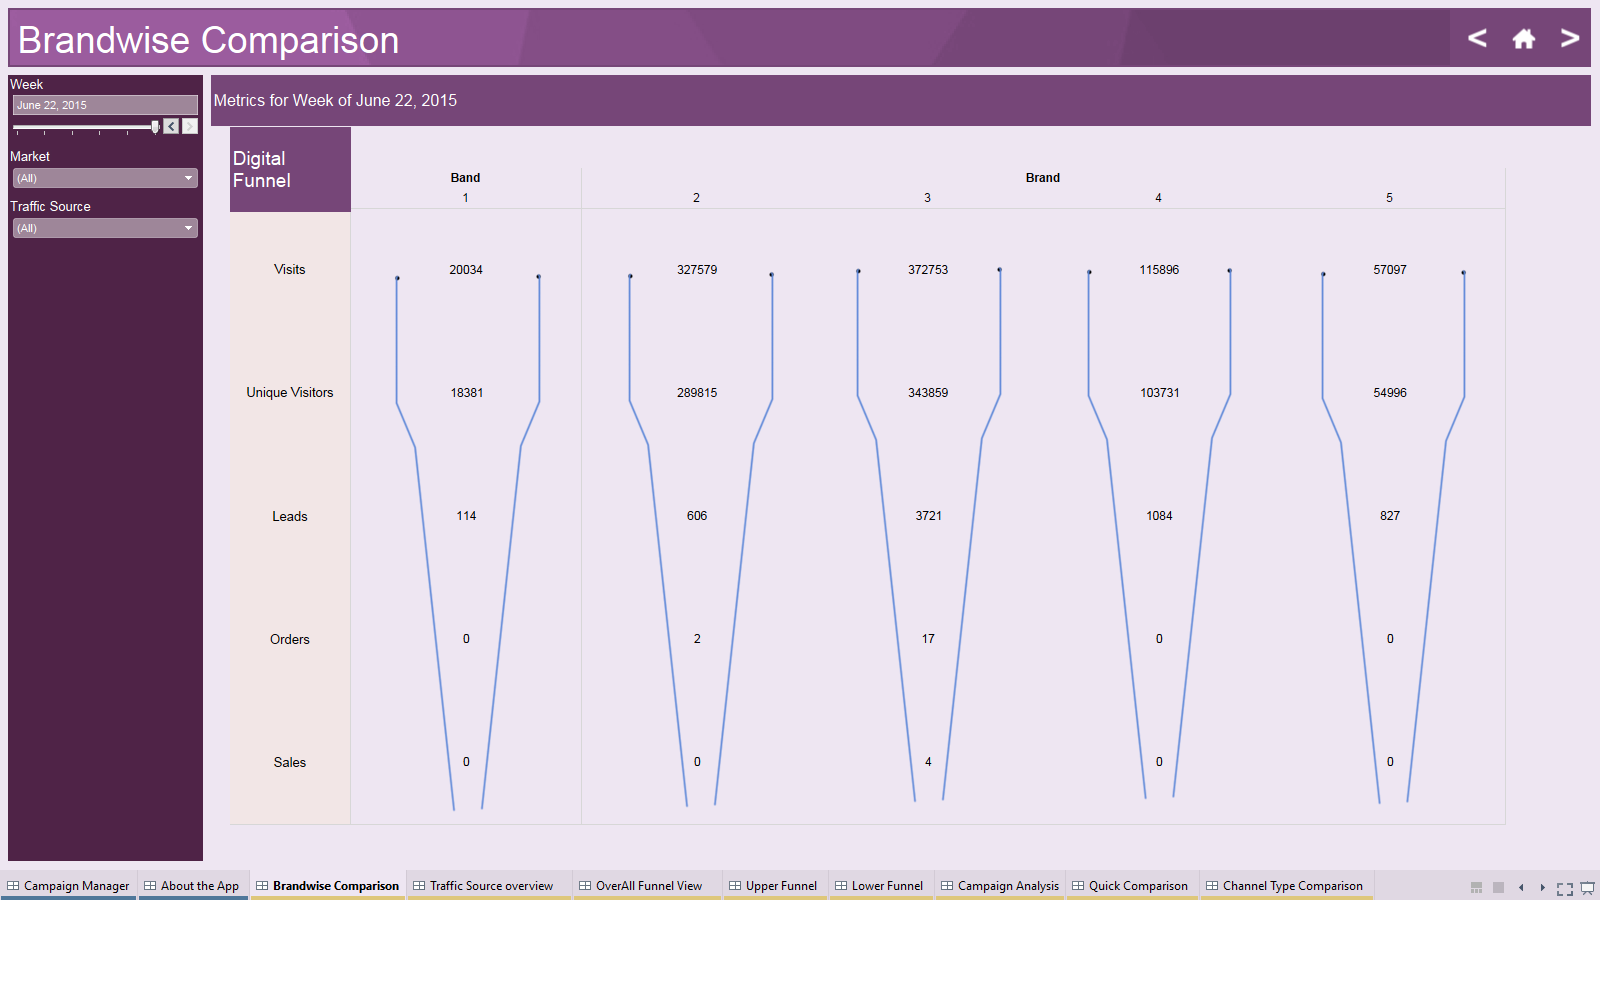 Brandwise Comparison
< >
Week
June 22, 2015
< >
Market
(All)
Traffic Source
(All)
Metrics for Week of June 22, 2015
Digital
Funnel
Band Brand
1 2 3 4 5
Visits 20034 327579 372753 115896 57097
Unique Visitors 18381 289815 343859 103731 54996
Leads 114 606 3721 1084 827
Orders 0 2 17 0 0
Sales 0 0 4 0 0
Campaign Manager About the App Brandwise Comparison Traffic Source overview OverAll Funnel View Upper Funnel Lower Funnel Campaign Analysis Quick Comparison Channel Type Comparison